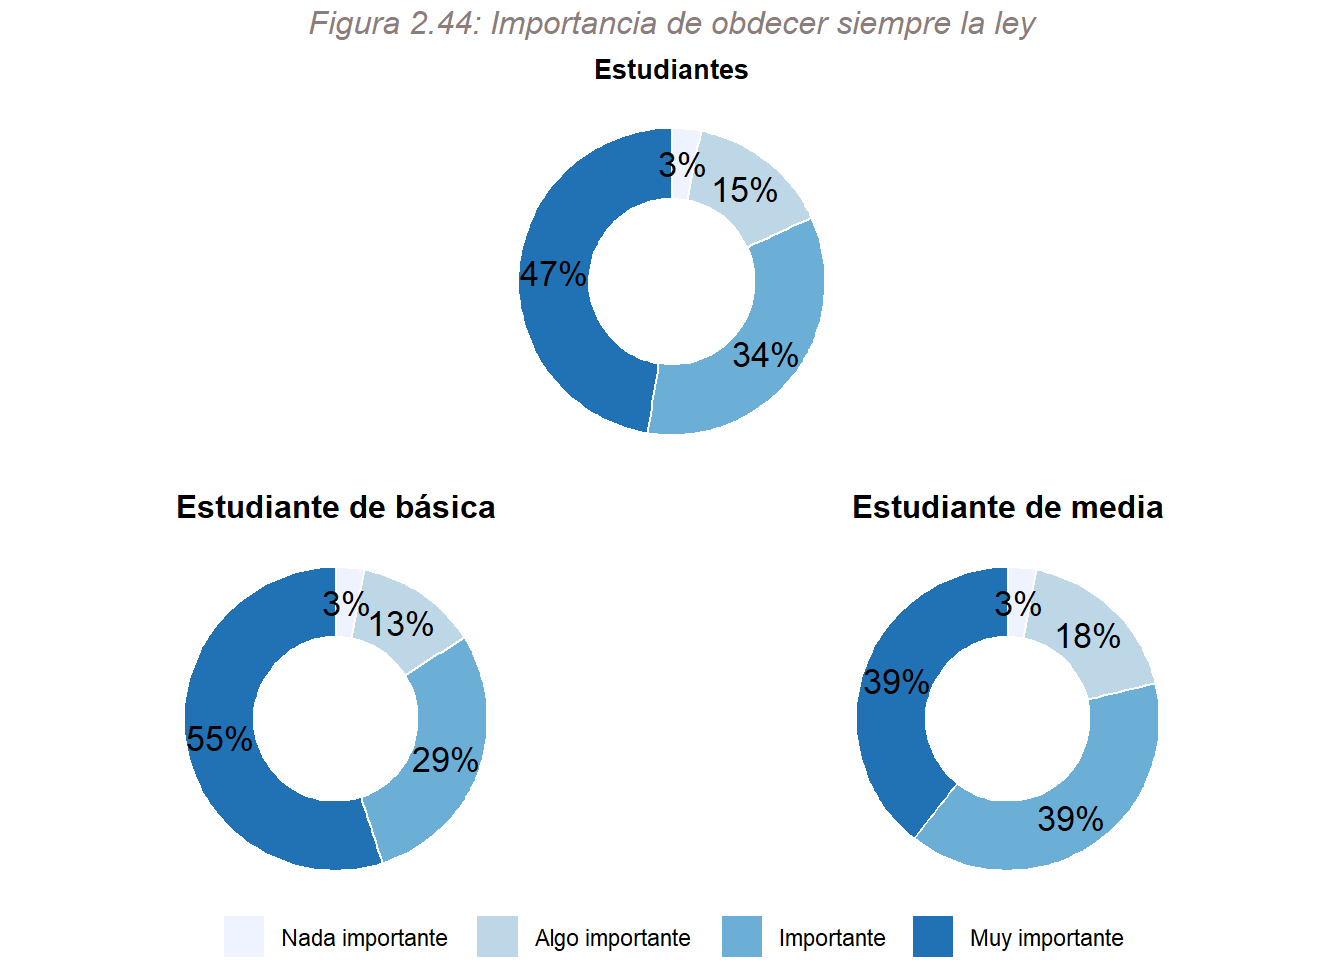 Figura 2.44: Importancia de obdecer siempre la ley
Estudiantes
3%
15%
47%
34%
Estudiante de básica
Estudiante de media
3%
13%
55%
29%
3%
18%
39%
39%
Nada importante
Algo importante
Importante
Muy importante